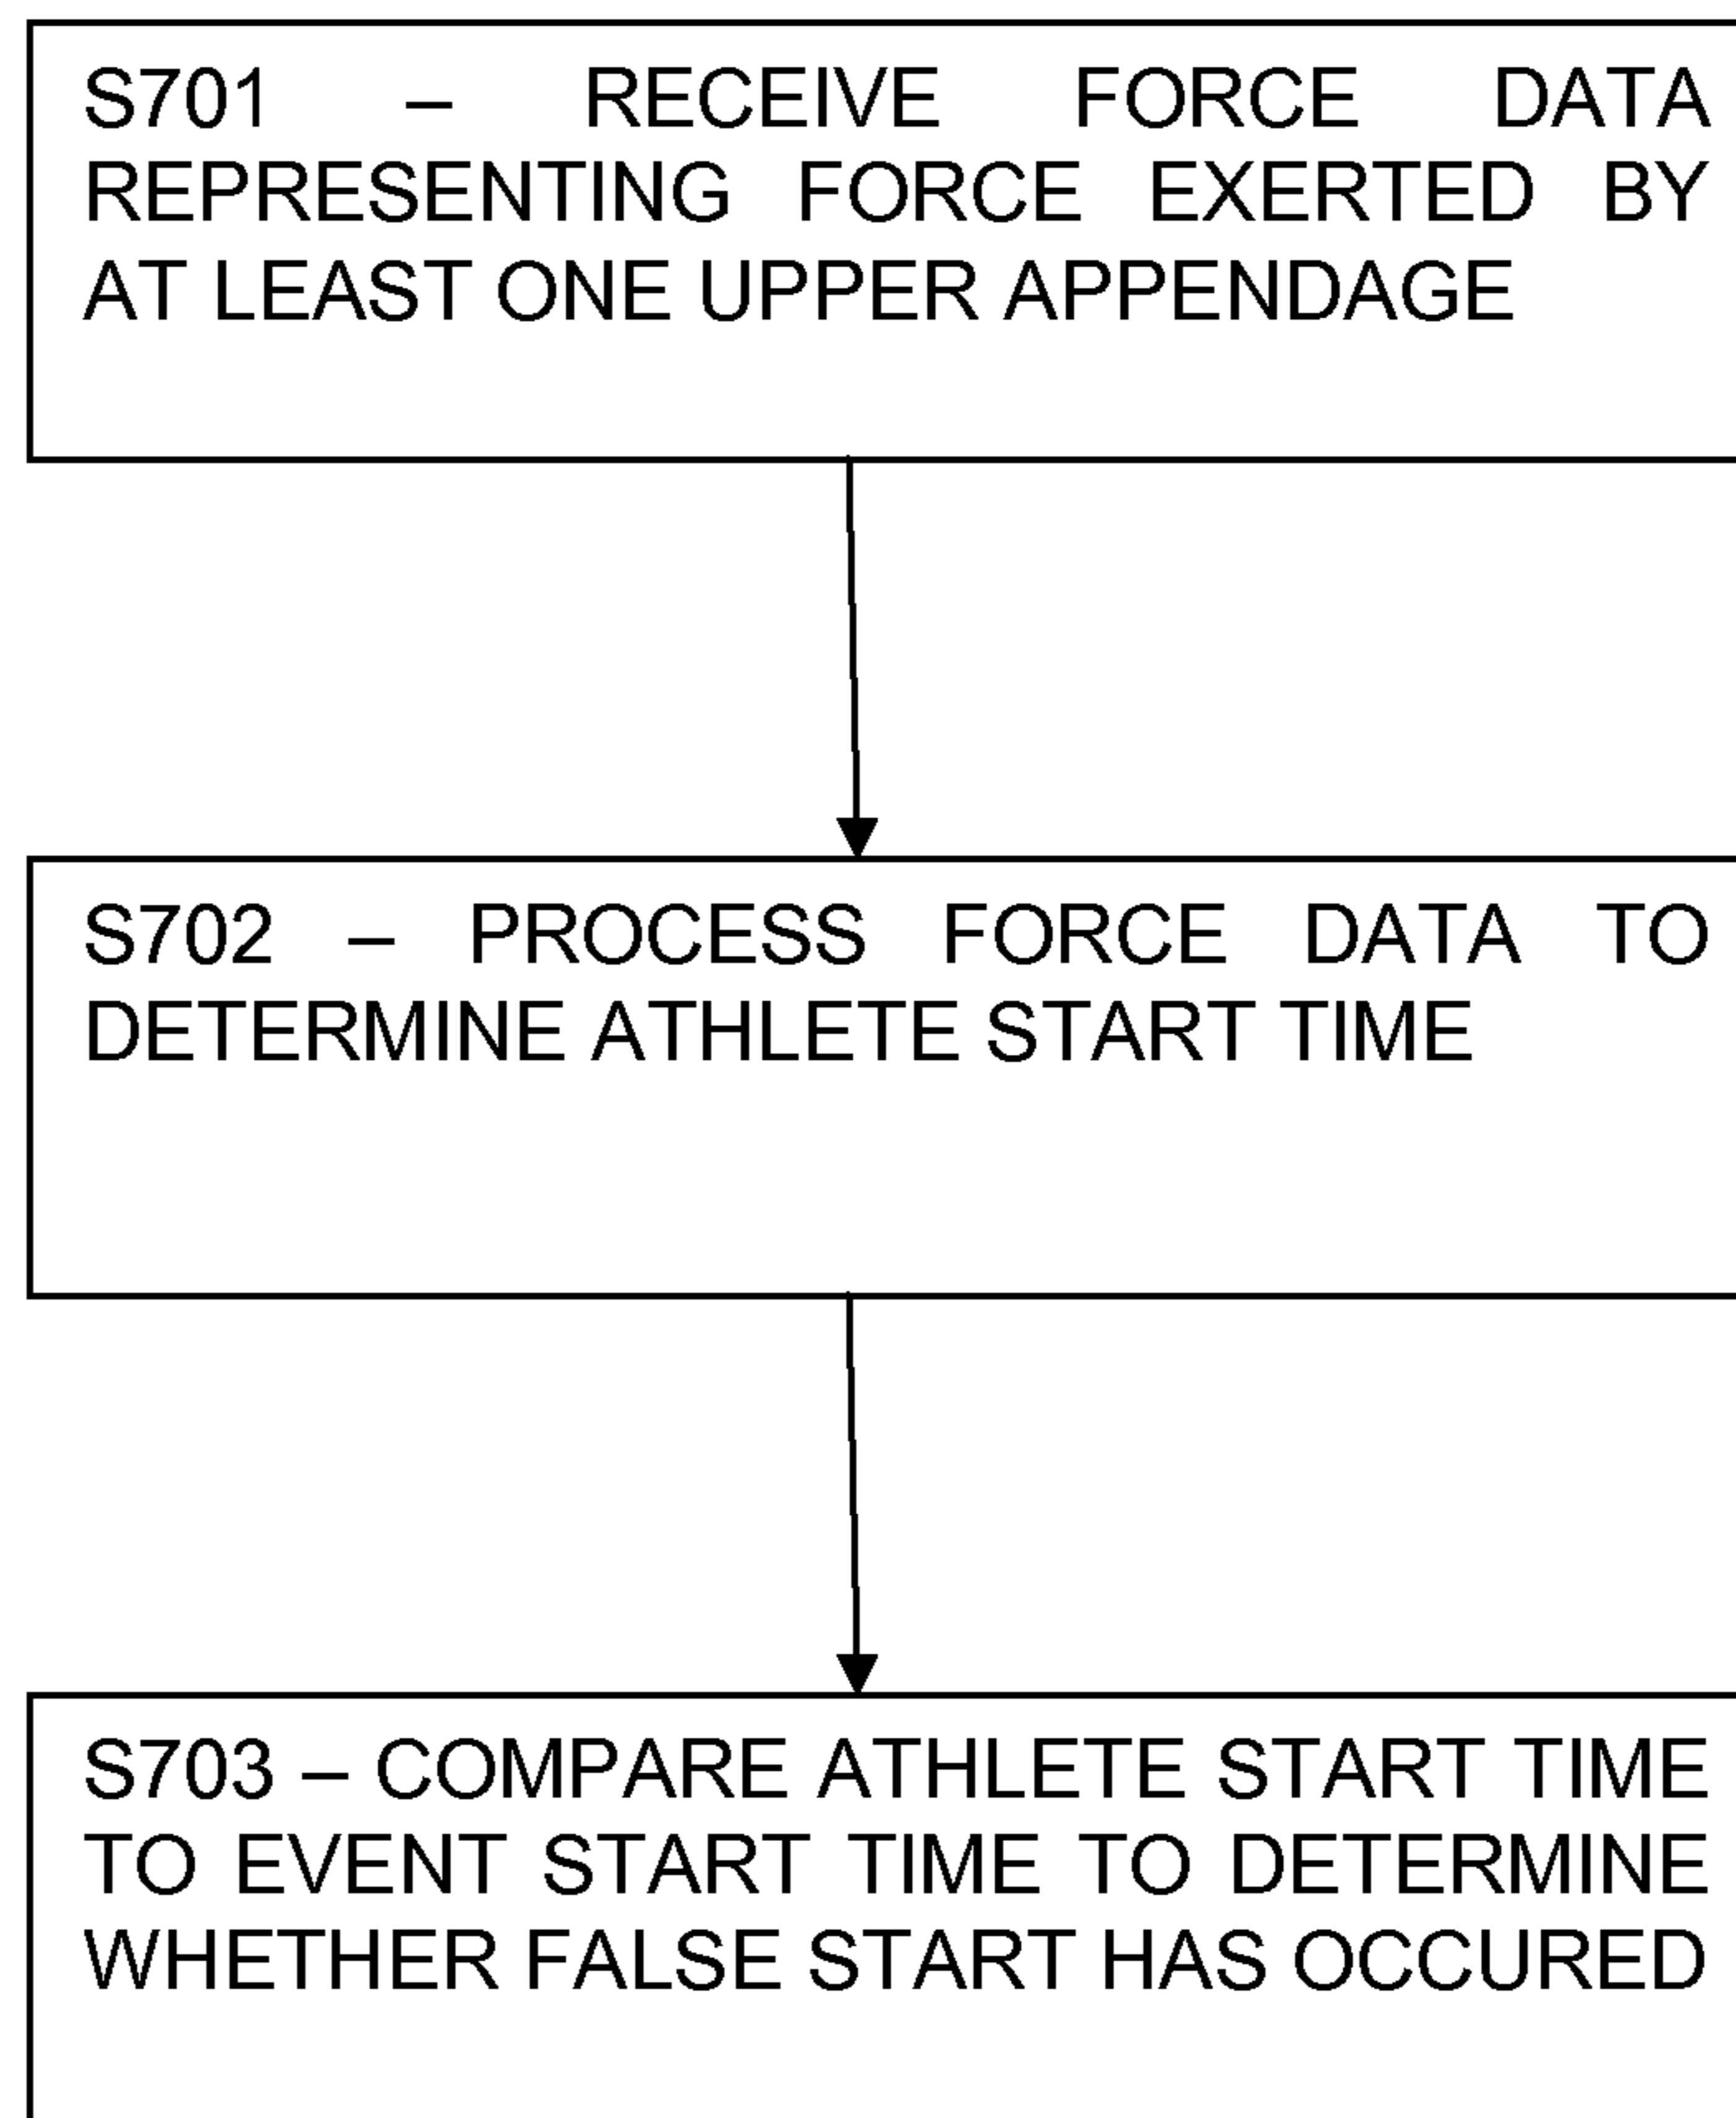 S701 – RECEIVE FORCE DATA
REPRESENTING FORCE EXERTED BY
AT LEAST ONE UPPER APPENDAGE
S702 – PROCESS FORCE DATA TO
DETERMINE ATHLETE START TIME
S703 – COMPARE ATHLETE START TIME
TO EVENT START TIME TO DETERMINE
WHETHER FALSE START HAS OCCURED